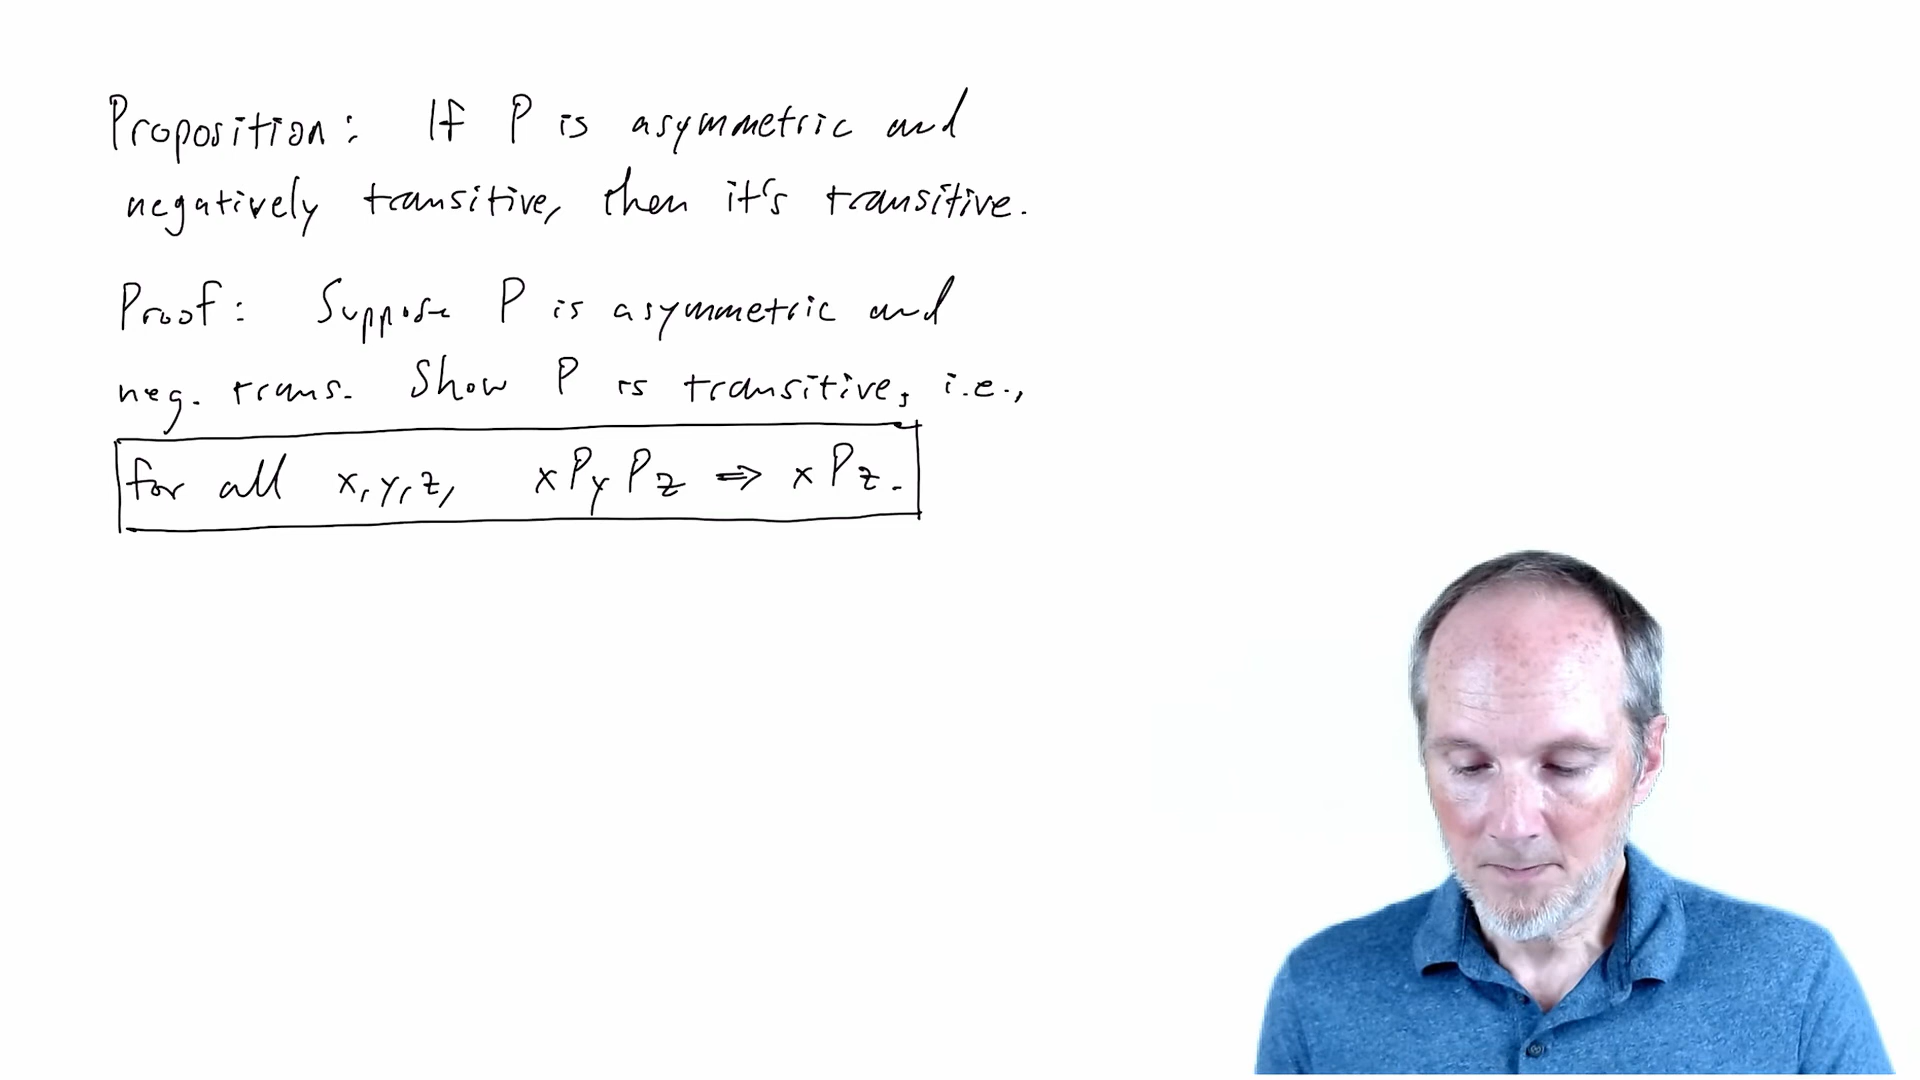 Proposition: If P is asymmetric and
negatively transitive, then it's transitive.
Proof: Suppose P is asymmetric and
neg. trans. Show P is transitive, i.e.,
for all x, y, z, xPyPz ⇒ xPz.